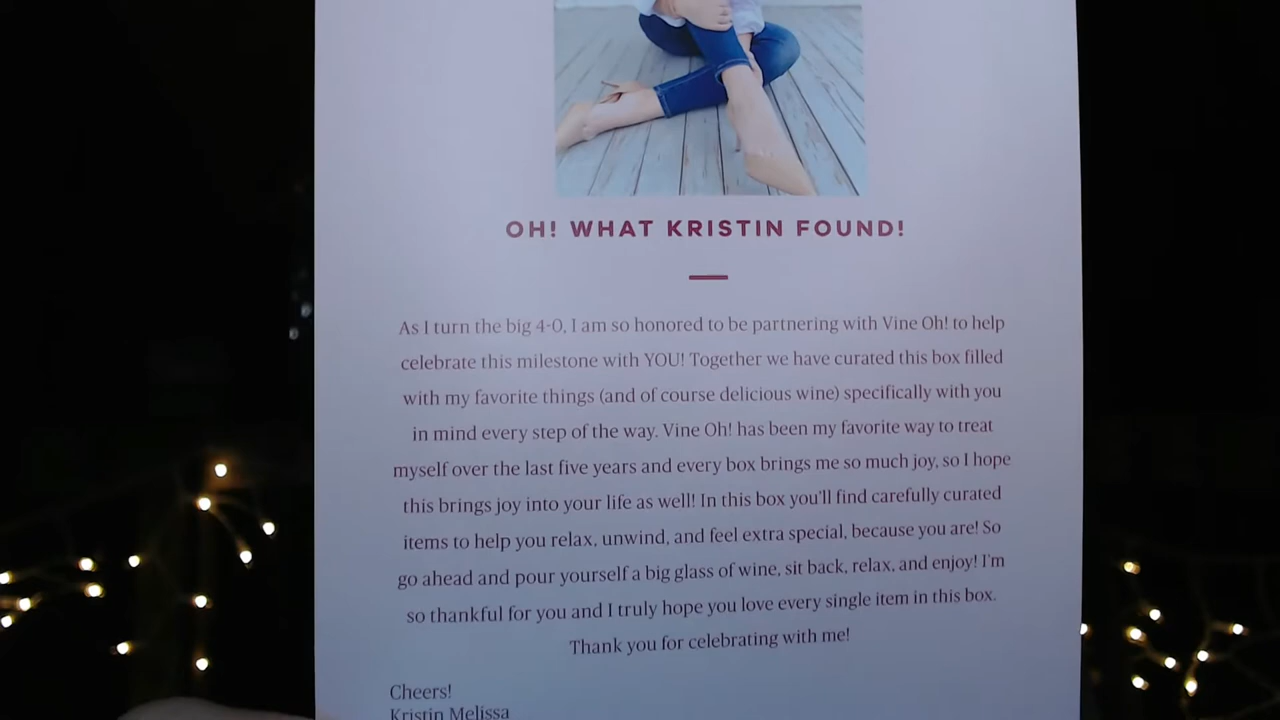 OH! WHAT KRISTIN FOUND!
As I turn the big 4-0, I am so honored to be partnering with Vine Oh! to help
celebrate this milestone with YOU! Together we have curated this box filled
with my favorite things (and of course delicious wine) specifically with you
in mind every step of the way. Vine Oh! has been my favorite way to treat
myself over the last five years and every box brings me so much joy, so I hope
this brings joy into your life as well! In this box you'll find carefully curated
items to help you relax, unwind, and feel extra special, because you are! So
go ahead and pour yourself a big glass of wine, sit back, relax, and enjoy! I'm
so thankful for you and I truly hope you love every single item in this box.
Thank you for celebrating with me!
Cheers!
Kristin Melissa